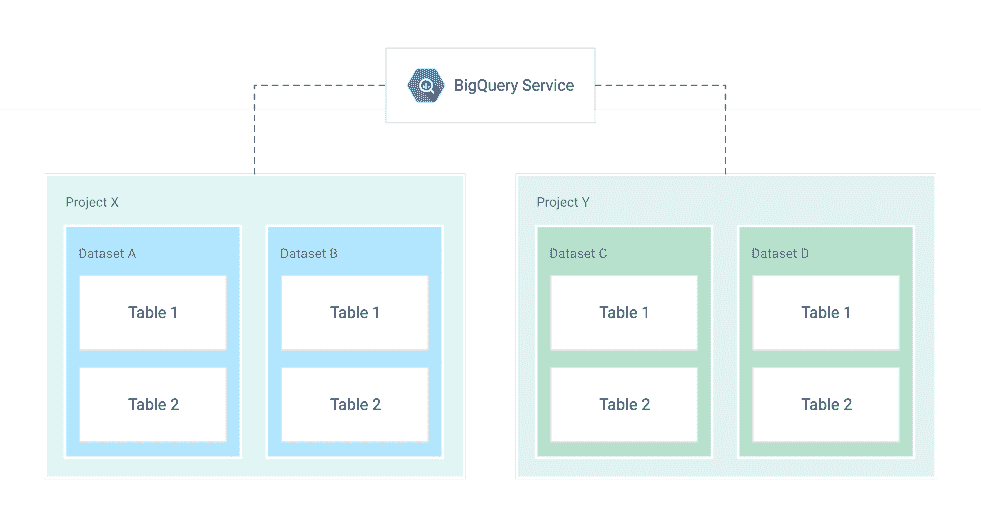 BigQuery Service
Project X
Dataset A
Table 1
Table 2
Dataset B
Table 1
Table 2
Project Y
Dataset C
Table 1
Table 2
Dataset D
Table 1
Table 2